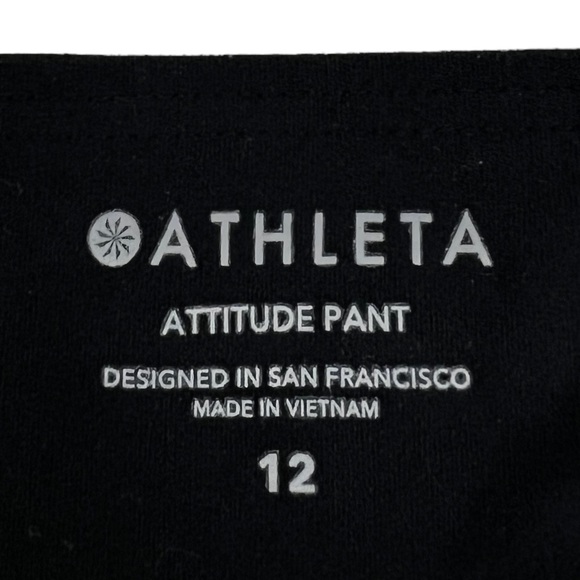 ATHLETA
ATTITUDE PANT
DESIGNED IN SAN FRANCISCO
MADE IN VIETNAM
12